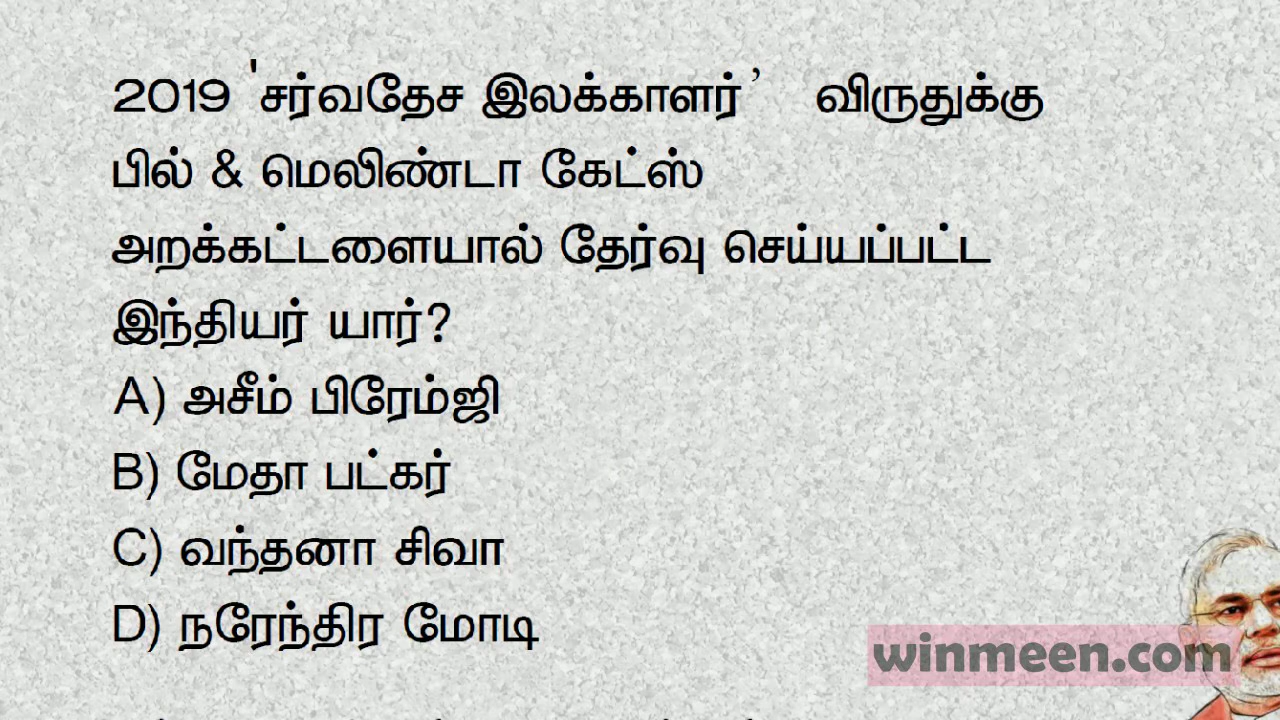 2019 'சர்வதேச இலக்காளர்’ விருதுக்கு
பில் & மெலிண்டா கேட்ஸ்
அறக்கட்டளையால் தேர்வு செய்யப்பட்ட
இந்தியர் யார்?
A) அசீம் பிரேம்ஜி
B) மேதா பட்கர்
C) வந்தனா சிவா
D) நரேந்திர மோடி
winmeen.com